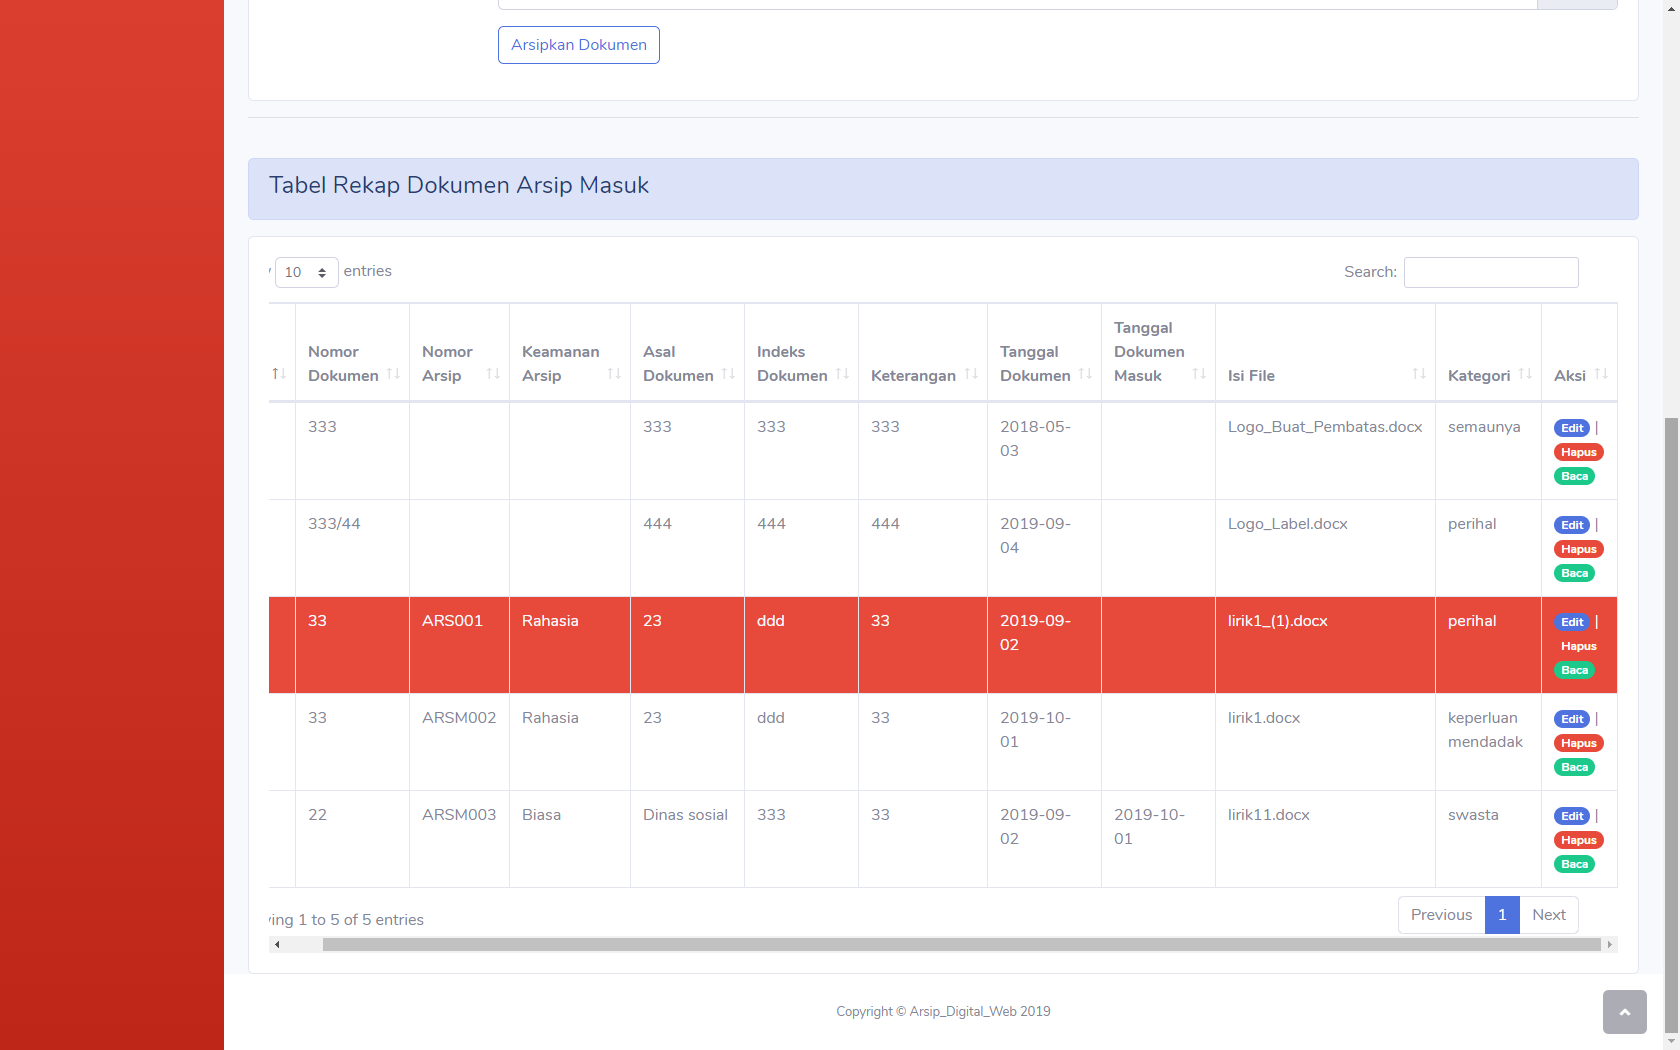 Arsipkan Dokumen
Tabel Rekap Dokumen Arsip Masuk
10 entries
Search:
Nomor Dokumen
Nomor Arsip
Keamanan Arsip
Asal Dokumen
Indeks Dokumen
Keterangan
Tanggal Dokumen
Tanggal Dokumen Masuk
Isi File
Kategori
Aksi
333 333 333 333 2018-05-03 Logo_Buat_Pembatas.docx semaunya Edit | Hapus Baca
333/44 444 444 444 2019-09-04 Logo_Label.docx perihal Edit | Hapus Baca
33 ARS001 Rahasia 23 ddd 33 2019-09-02 lirik1_(1).docx perihal Edit | Hapus Baca
33 ARSM002 Rahasia 23 ddd 33 2019-10-01 lirik1.docx keperluan mendadak Edit | Hapus Baca
22 ARSM003 Biasa Dinas sosial 333 33 2019-09-02 2019-10-01 lirik11.docx swasta Edit | Hapus Baca
ing 1 to 5 of 5 entries
Previous 1 Next
Copyright © Arsip_Digital_Web 2019